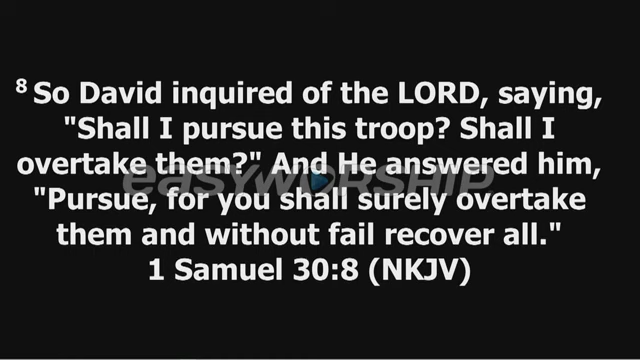 8 So David inquired of the LORD, saying,
"Shall I pursue this troop? Shall I
overtake them?" And He answered him,
easyworship
"Pursue, for you shall surely overtake
them and without fail recover all."
1 Samuel 30:8 (NKJV)